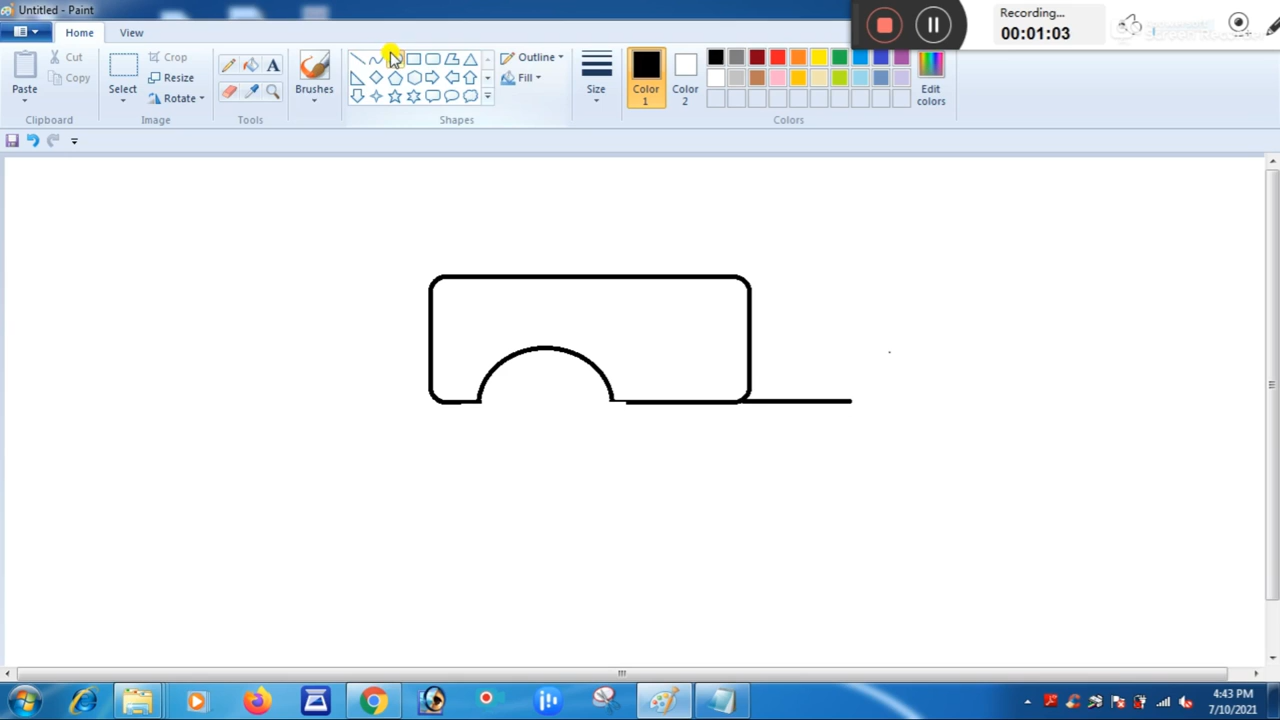 Untitled - Paint
Recording...
00:01:03
Home
View
Paste
Cut
Copy
Clipboard
Select
Crop
Resize
Rotate
Image
A
Tools
Brushes
Outline
Fill
Shapes
Size
Color
1
Color
2
Edit
colors
Colors
4:43 PM
7/10/2021